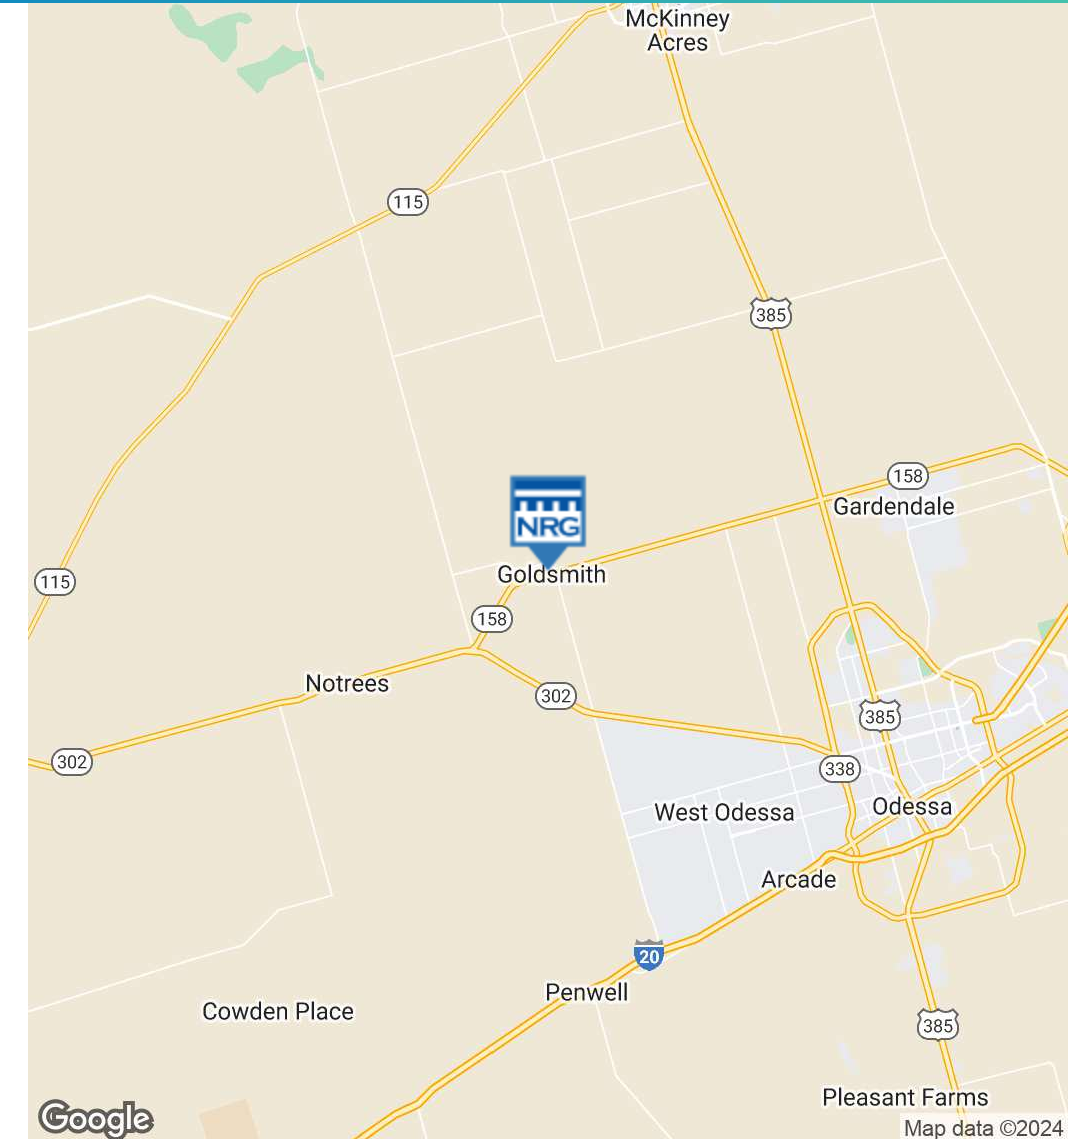 McKinney
Acres
115
385
158
Gardendale
NRG
Goldsmith
115
158
Notrees
302
385
302
338
West Odessa
Odessa
Arcade
20
Penwell
Cowden Place
385
Pleasant Farms
Google
Map data ©2024